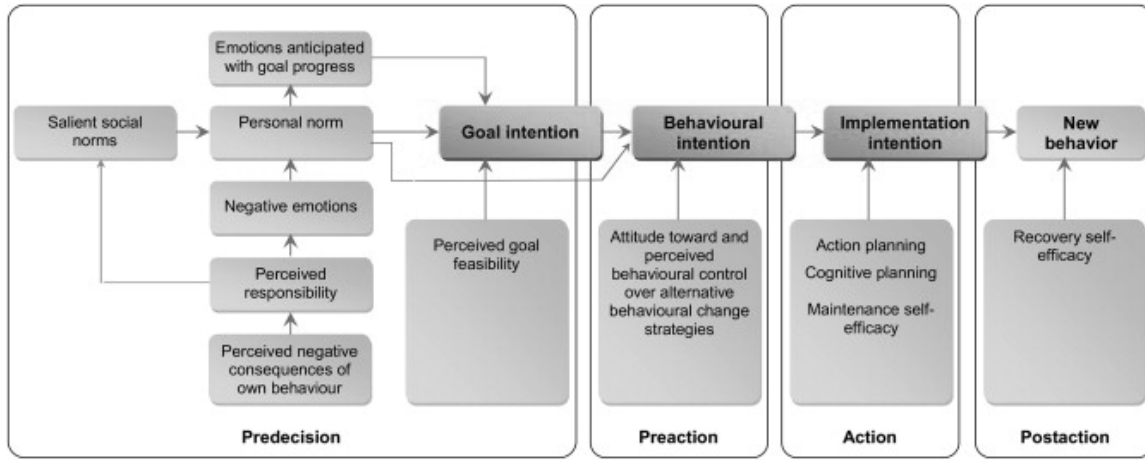 Emotions anticipated
with goal progress
Salient social
norms
Personal norm
Goal intention
Behavioural
intention
Implementation
intention
New
behavior
Negative emotions
Perceived
responsibility
Perceived negative
consequences of
own behaviour
Perceived goal
feasibility
Attitude toward and
perceived
behavioural control
over alternative
behavioural change
strategies
Action planning
Cognitive planning
Maintenance self-
efficacy
Recovery self-
efficacy
Predecision
Preaction
Action
Postaction